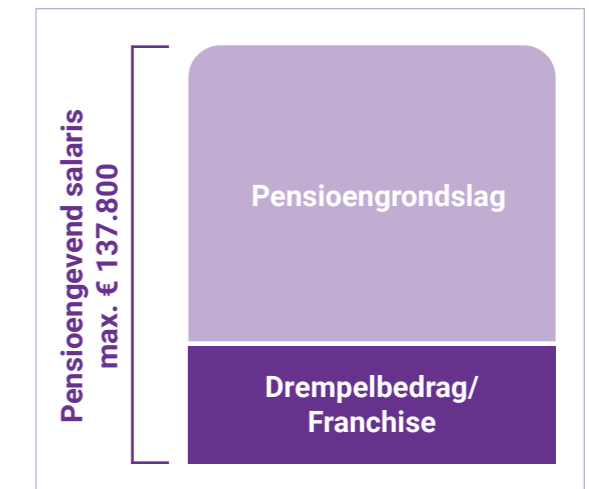 Pensioengevend salaris
max. € 137.800
Pensioengrondslag
Drempelbedrag/
Franchise